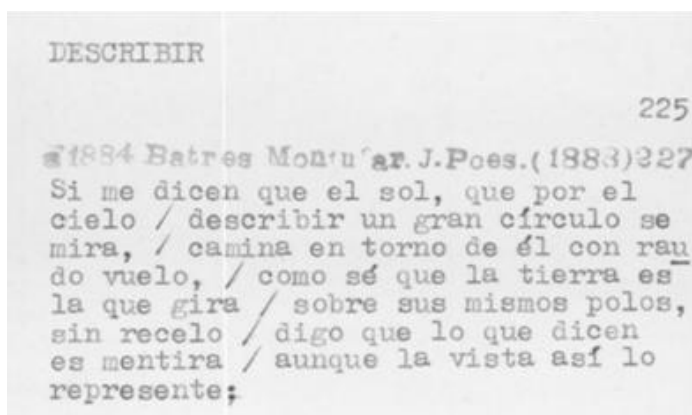 DESCRIBIR
225
a1884 Batres Montu'ar. J.Poes.(1883)227
Si me dicen que el sol, que por el
cielo / describir un gran círculo se
mira, / camina en torno de él con rau
do vuelo, / como sé que la tierra es
la que gira / sobre sus mismos polos,
sin recelo / digo que lo que dicen
es mentira / aunque la vista así lo
represente;